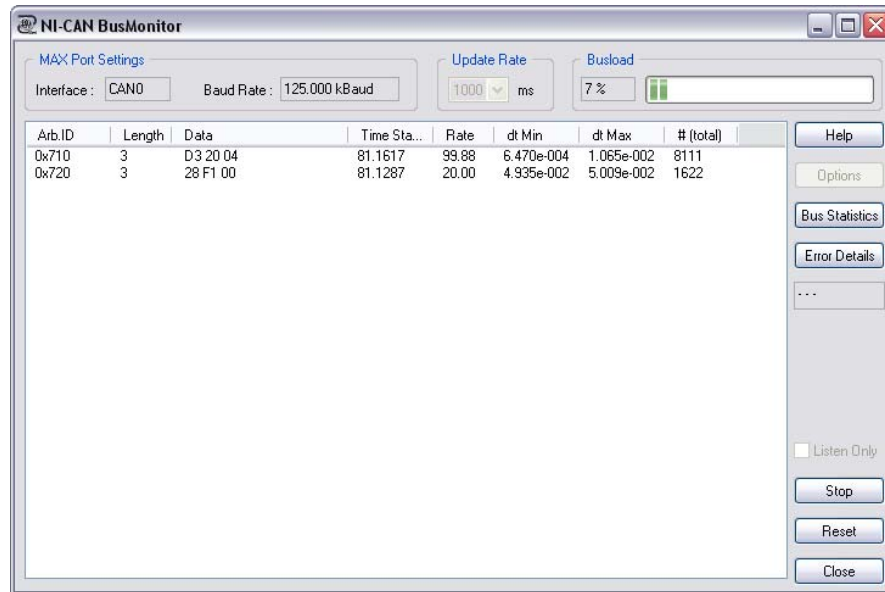 NI-CAN BusMonitor
MAX Port Settings
Interface : CAN0 Baud Rate : 125.000 kBaud
Update Rate
1000 ms
Busload
7 %
Arb.ID Length Data Time Sta... Rate dt Min dt Max # (total)
0x710 3 D3 20 04 81.1617 99.88 6.470e-004 1.065e-002 8111
0x720 3 28 F1 00 81.1287 20.00 4.935e-002 5.009e-002 1622
Help
Options
Bus Statistics
Error Details
- - -
Listen Only
Stop
Reset
Close